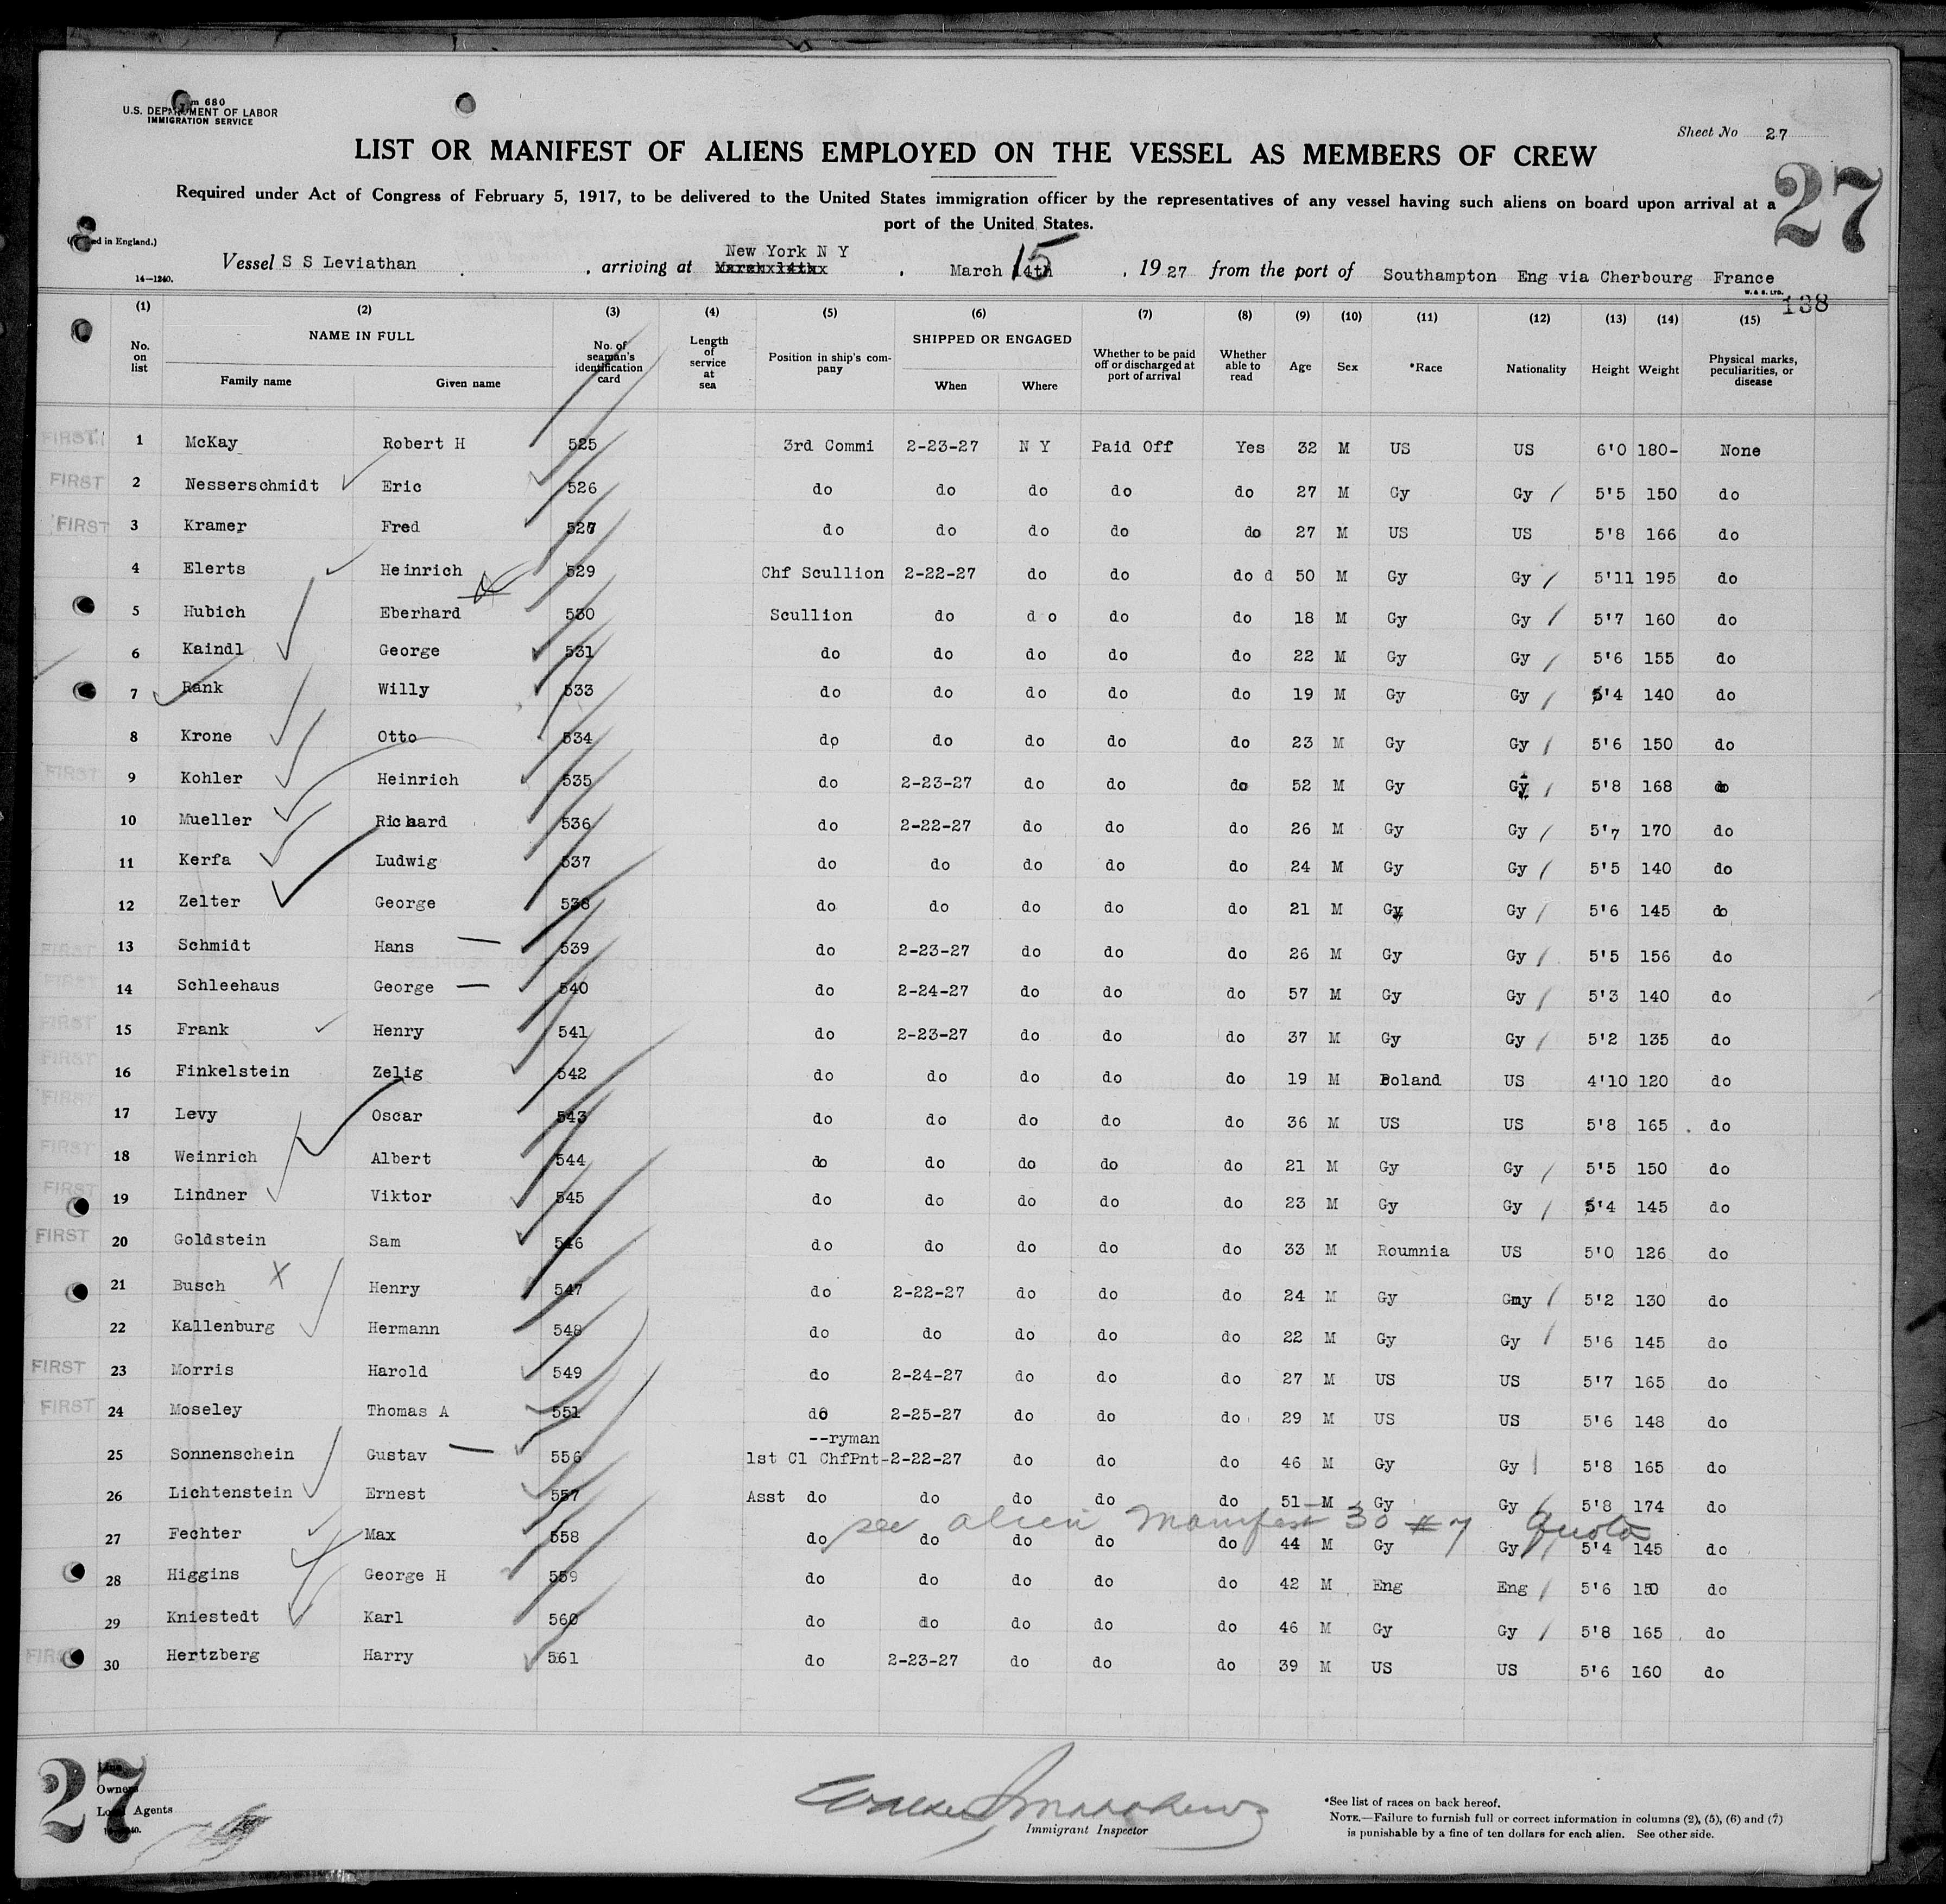 m 680
U.S. DEPARTMENT OF LABOR
IMMIGRATION SERVICE
Sheet No 27
LIST OR MANIFEST OF ALIENS EMPLOYED ON THE VESSEL AS MEMBERS OF CREW
27
Required under Act of Congress of February 5, 1917, to be delivered to the United States immigration officer by the representatives of any vessel having such aliens on board upon arrival at a
port of the United States.
ed in England.)
New York N Y
Vessel S S Leviathan , arriving at Marchx14thx , March 14th 15 , 19 27 from the port of Southampton Eng via Cherbourg France
14—1240.
W. & S. LTD.
138
(1) (2) (3) (4) (5) (6) (7) (8) (9) (10) (11) (12) (13) (14) (15)
No. on list NAME IN FULL Family name Given name No. of seaman's identification card Length of service at sea Position in ship's company SHIPPED OR ENGAGED When Where Whether to be paid off or discharged at port of arrival Whether able to read Age Sex *Race Nationality Height Weight Physical marks, peculiarities, or disease
FIRST 1 McKay Robert H 525 3rd Commi 2-23-27 N Y Paid Off Yes 32 M US US 6'0 180- None
FIRST 2 Nesserschmidt Eric 526 do do do do do 27 M Gy Gy 5'5 150 do
FIRST 3 Kramer Fred 527 do do do do do 27 M US US 5'8 166 do
4 Elerts Heinrich 529 Chf Scullion 2-22-27 do do do d 50 M Gy Gy 5'11 195 do
5 Hubich Eberhard 530 Scullion do d o do do 18 M Gy Gy 5'7 160 do
6 Kaindl George 531 do do do do do 22 M Gy Gy 5'6 155 do
7 Rank Willy 533 do do do do do 19 M Gy Gy 5'4 140 do
8 Krone Otto 534 do do do do do 23 M Gy Gy 5'6 150 do
FIRST 9 Kohler Heinrich 535 do 2-23-27 do do do 52 M Gy Gy 5'8 168 do
10 Mueller Richard 536 do 2-22-27 do do do 26 M Gy Gy 5'7 170 do
11 Kerfa Ludwig 537 do do do do do 24 M Gy Gy 5'5 140 do
12 Zelter George 538 do do do do do 21 M Gy Gy 5'6 145 do
FIRST 13 Schmidt Hans 539 do 2-23-27 do do do 26 M Gy Gy 5'5 156 do
FIRST 14 Schleehaus George 540 do 2-24-27 do do do 57 M Gy Gy 5'3 140 do
FIRST 15 Frank Henry 541 do 2-23-27 do do do 37 M Gy Gy 5'2 135 do
FIRST 16 Finkelstein Zelig 542 do do do do do 19 M Poland US 4'10 120 do
FIRST 17 Levy Oscar 543 do do do do do 36 M US US 5'8 165 do
FIRST 18 Weinrich Albert 544 do do do do do 21 M Gy Gy 5'5 150 do
FIRST 19 Lindner Viktor 545 do do do do do 23 M Gy Gy 5'4 145 do
FIRST 20 Goldstein Sam 546 do do do do do 33 M Roumnia US 5'0 126 do
21 Busch X Henry 547 do 2-22-27 do do do 24 M Gy Gmy 5'2 130 do
22 Kallenburg Hermann 548 do do do do do 22 M Gy Gy 5'6 145 do
FIRST 23 Morris Harold 549 do 2-24-27 do do do 27 M US US 5'7 165 do
FIRST 24 Moseley Thomas A 551 do 2-25-27 do do do 29 M US US 5'6 148 do
--ryman
25 Sonnenschein Gustav 556 1st Cl ChfPnt-2-22-27 do do do 46 M Gy Gy 5'8 165 do
26 Lichtenstein Ernest 557 Asst do do do do do 51 M Gy Gy 5'8 174 do
see alien Manifest 30 #7 Quota
27 Fechter Max 558 do do do do do 44 M Gy Gy 5'4 145 do
28 Higgins George H 559 do do do do do 42 M Eng Eng 5'6 150 do
29 Kniestedt Karl 560 do do do do do 46 M Gy Gy 5'8 165 do
FIRST 30 Hertzberg Harry 561 do 2-23-27 do do do 39 M US US 5'6 160 do
27
Line
Owners
Local Agents
Immigrant Inspector
*See list of races on back hereof.
NOTE.—Failure to furnish full or correct information in columns (2), (5), (6) and (7)
is punishable by a fine of ten dollars for each alien. See other side.